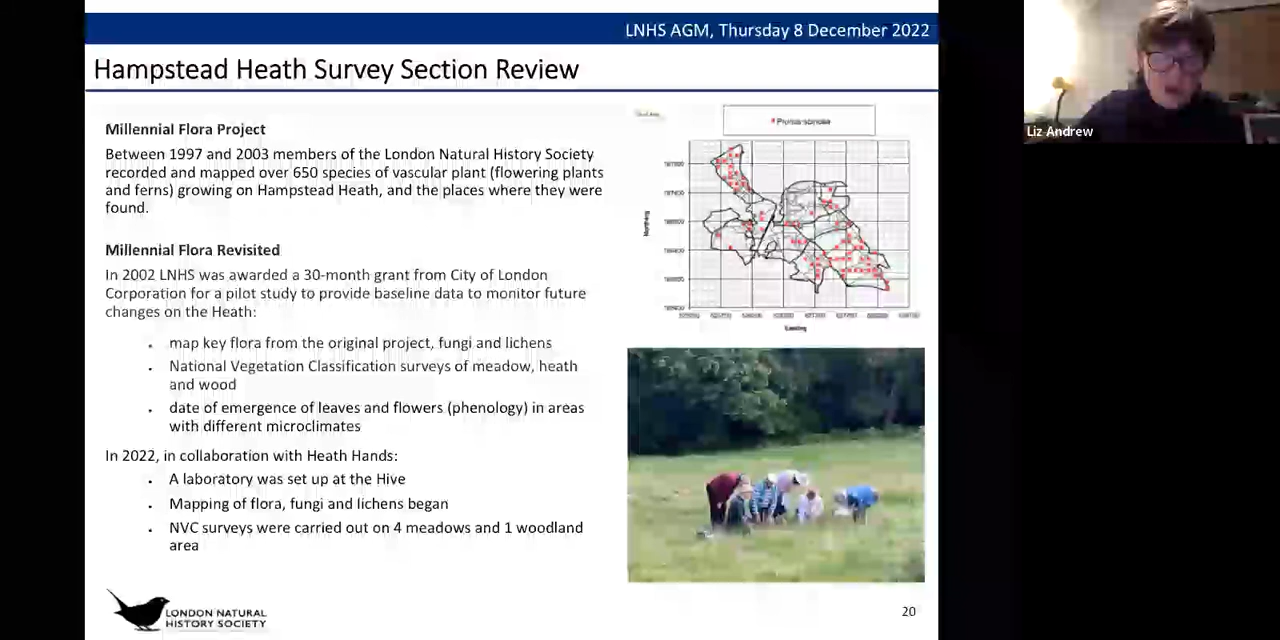 LNHS AGM, Thursday 8 December 2022
Hampstead Heath Survey Section Review
Millennial Flora Project
Between 1997 and 2003 members of the London Natural History Society
recorded and mapped over 650 species of vascular plant (flowering plants
and ferns) growing on Hampstead Heath, and the places where they were
found.
Millennial Flora Revisited
In 2002 LNHS was awarded a 30-month grant from City of London
Corporation for a pilot study to provide baseline data to monitor future
changes on the Heath:
• map key flora from the original project, fungi and lichens
• National Vegetation Classification surveys of meadow, heath
and wood
• date of emergence of leaves and flowers (phenology) in areas
with different microclimates
In 2022, in collaboration with Heath Hands:
• A laboratory was set up at the Hive
• Mapping of flora, fungi and lichens began
• NVC surveys were carried out on 4 meadows and 1 woodland
area
Northing
Easting
LONDON NATURAL
HISTORY SOCIETY
20
Liz Andrew